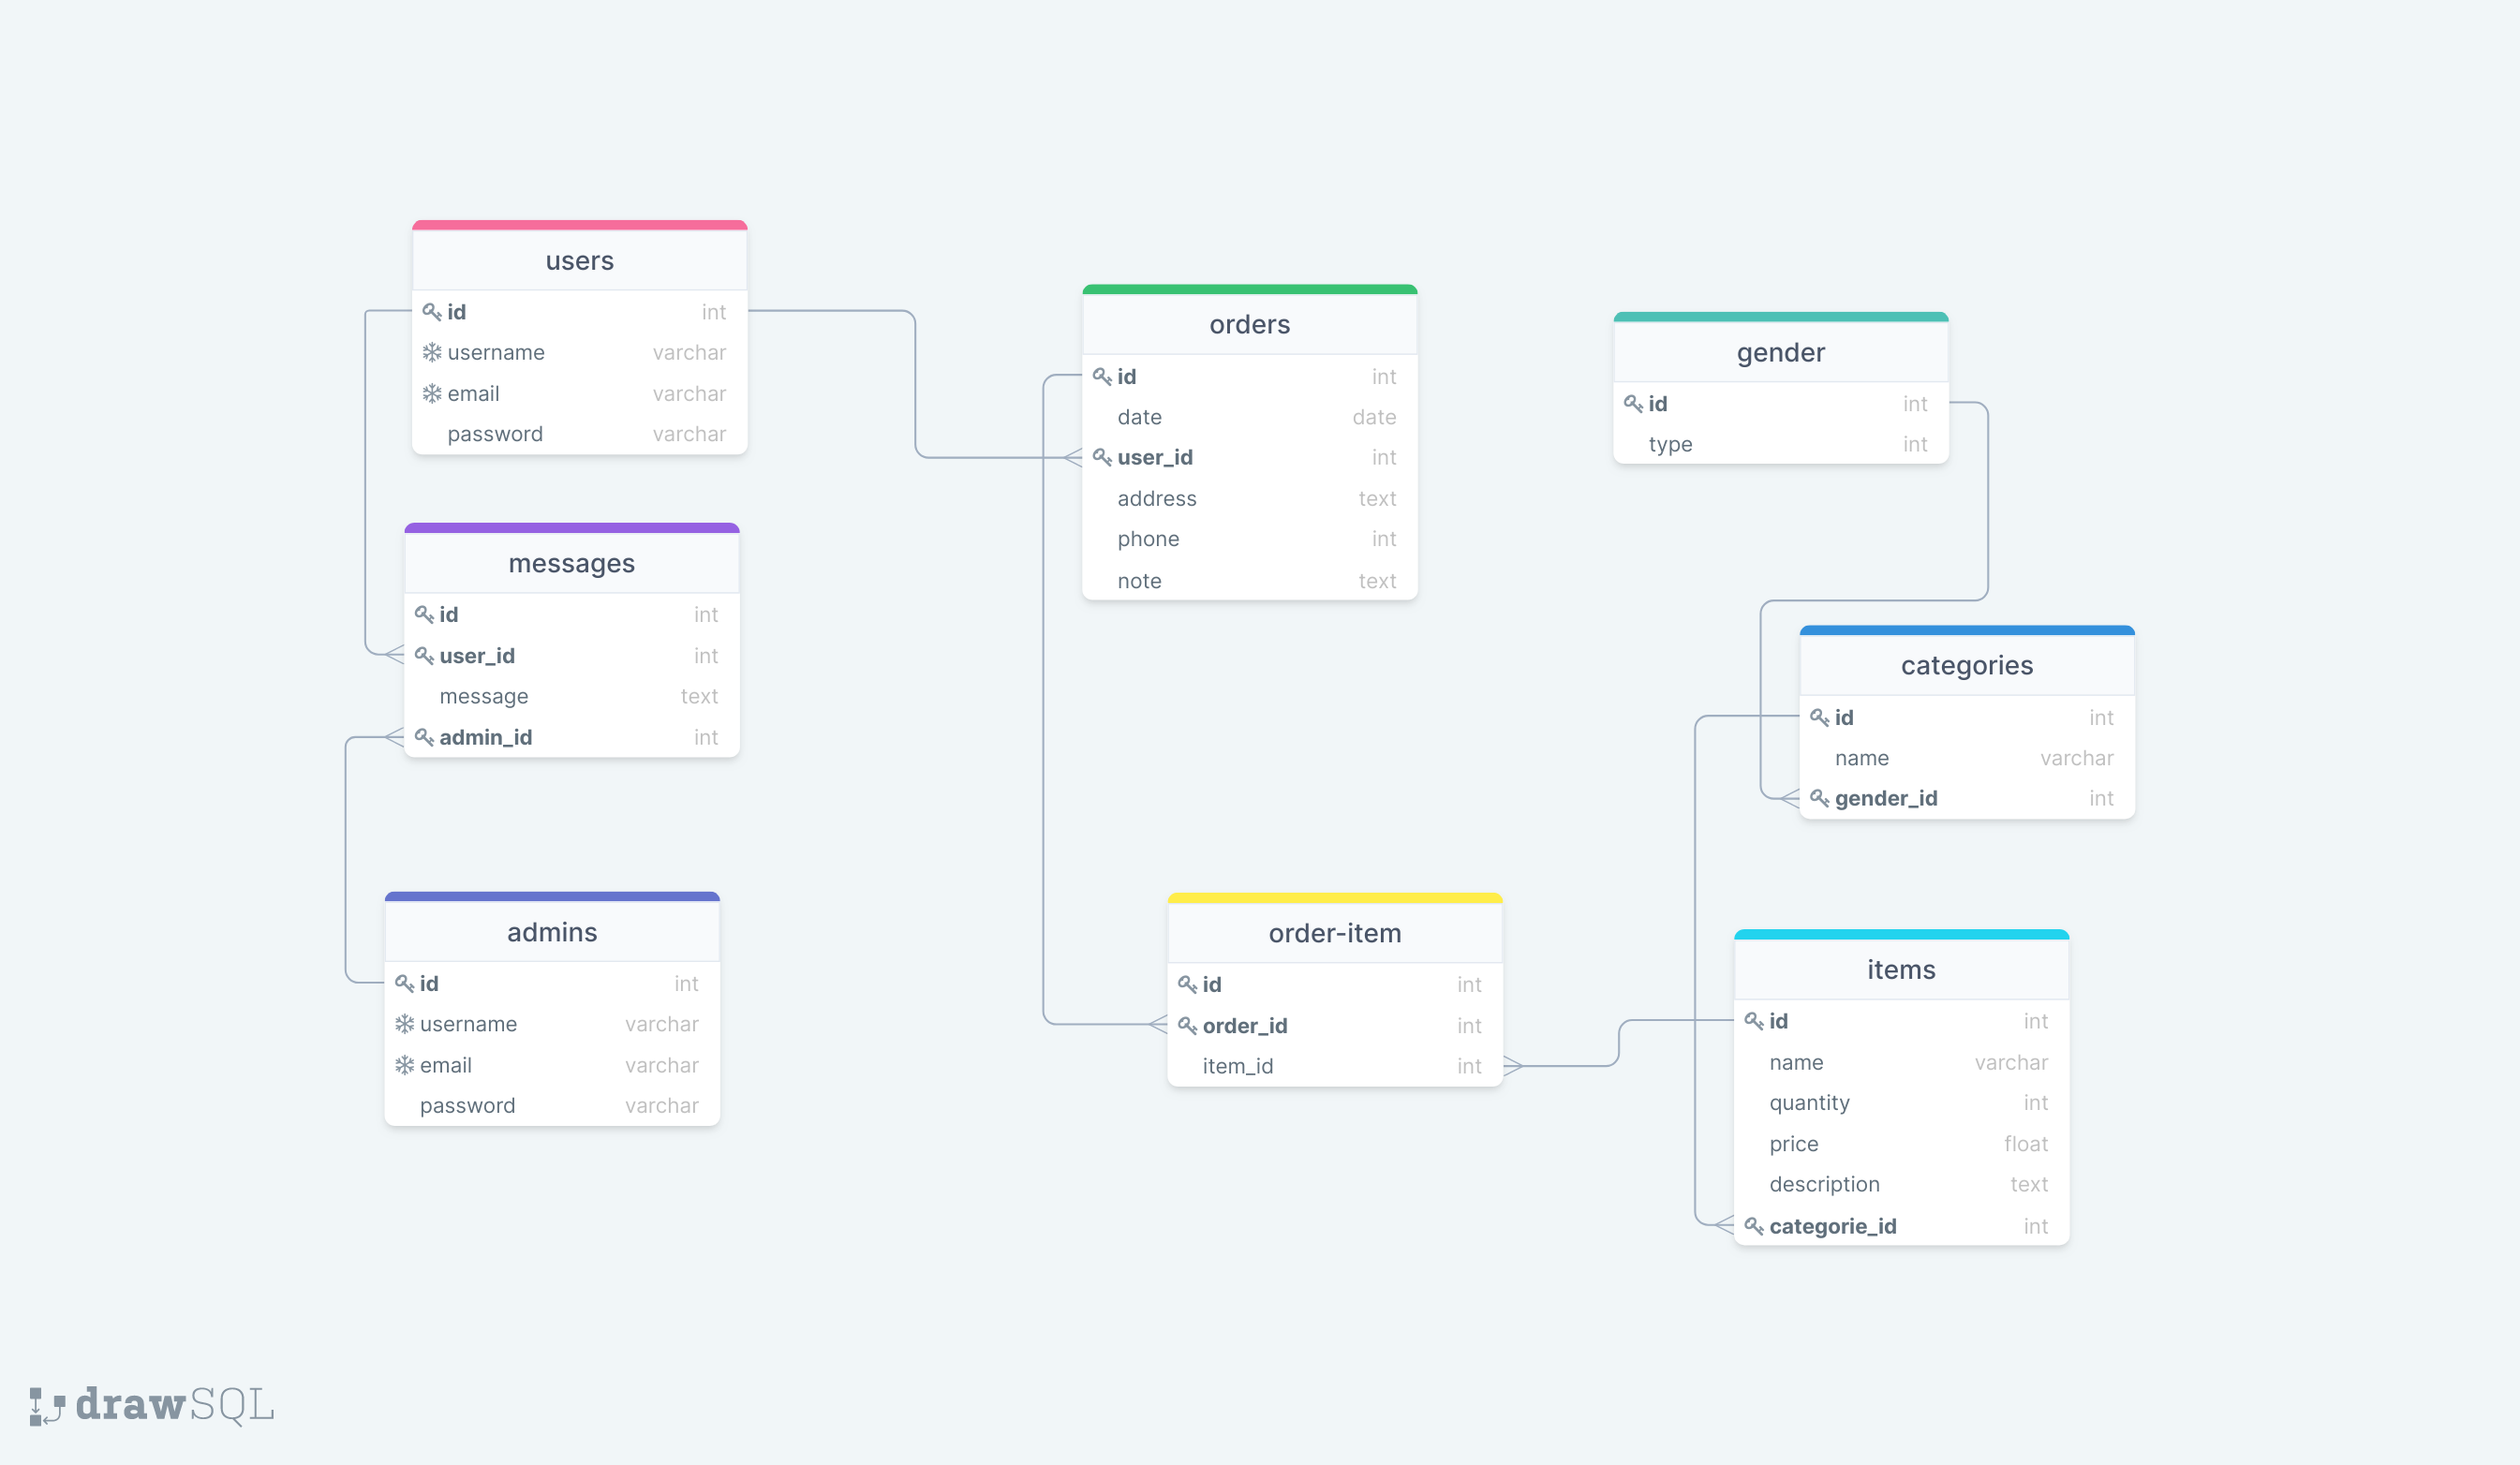 users
id int
username varchar
email varchar
password varchar
messages
id int
user_id int
message text
admin_id int
admins
id int
username varchar
email varchar
password varchar
orders
id int
date date
user_id int
address text
phone int
note text
order-item
id int
order_id int
item_id int
gender
id int
type int
categories
id int
name varchar
gender_id int
items
id int
name varchar
quantity int
price float
description text
categorie_id int
drawSQL